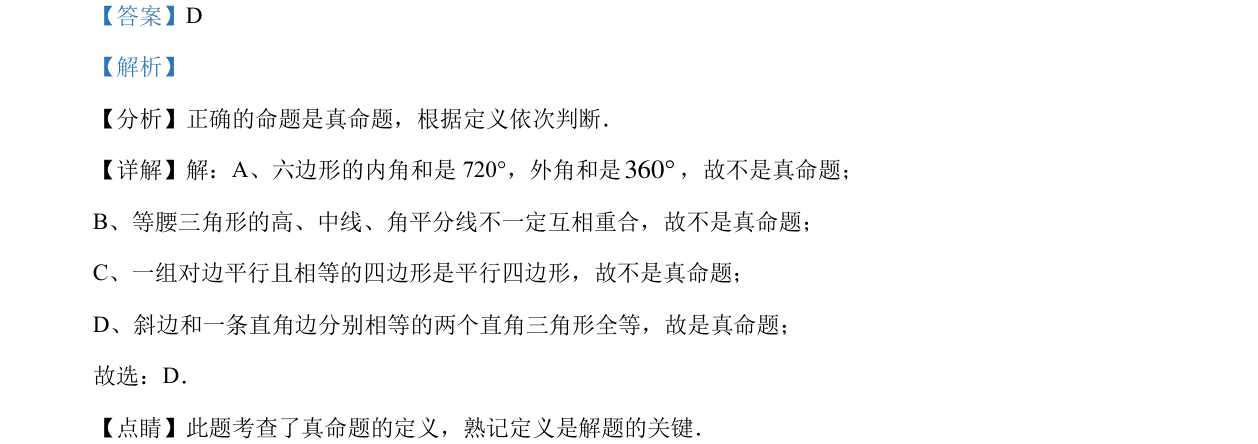 【答案】D
【解析】
【分析】正确的命题是真命题，根据定义依次判断．
【详解】解：A、六边形的内角和是 720°，外角和是360°，故不是真命题；
B、等腰三角形的高、中线、角平分线不一定互相重合，故不是真命题；
C、一组对边平行且相等的四边形是平行四边形，故不是真命题；
D、斜边和一条直角边分别相等的两个直角三角形全等，故是真命题；
故选：D．
【点睛】此题考查了真命题的定义，熟记定义是解题的关键．